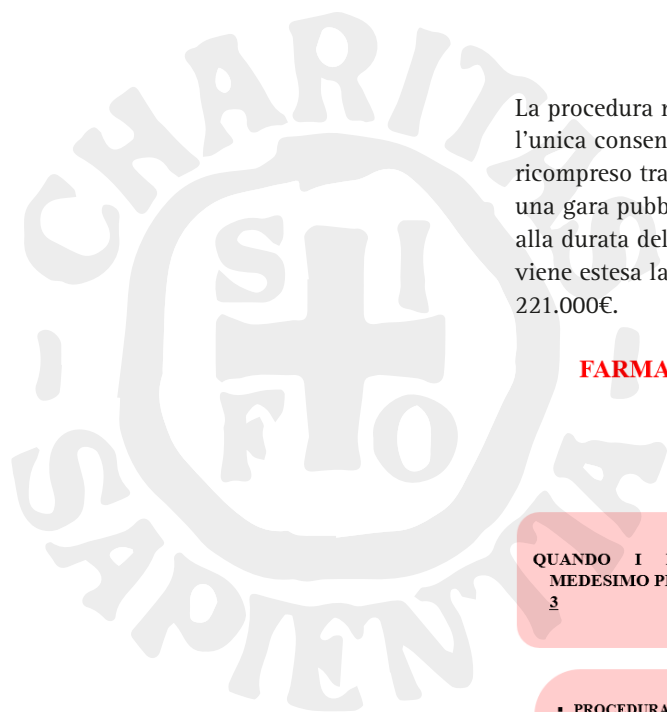 CHARITAS
La procedura
l’unica consen
ricompreso tra
una gara pubb
alla durata del
viene estesa la
221.000€.
S I
F O
FARMA
QUANDO I
MEDESIMO
3
▪ PROCEDURA
- SAPIENTIA -